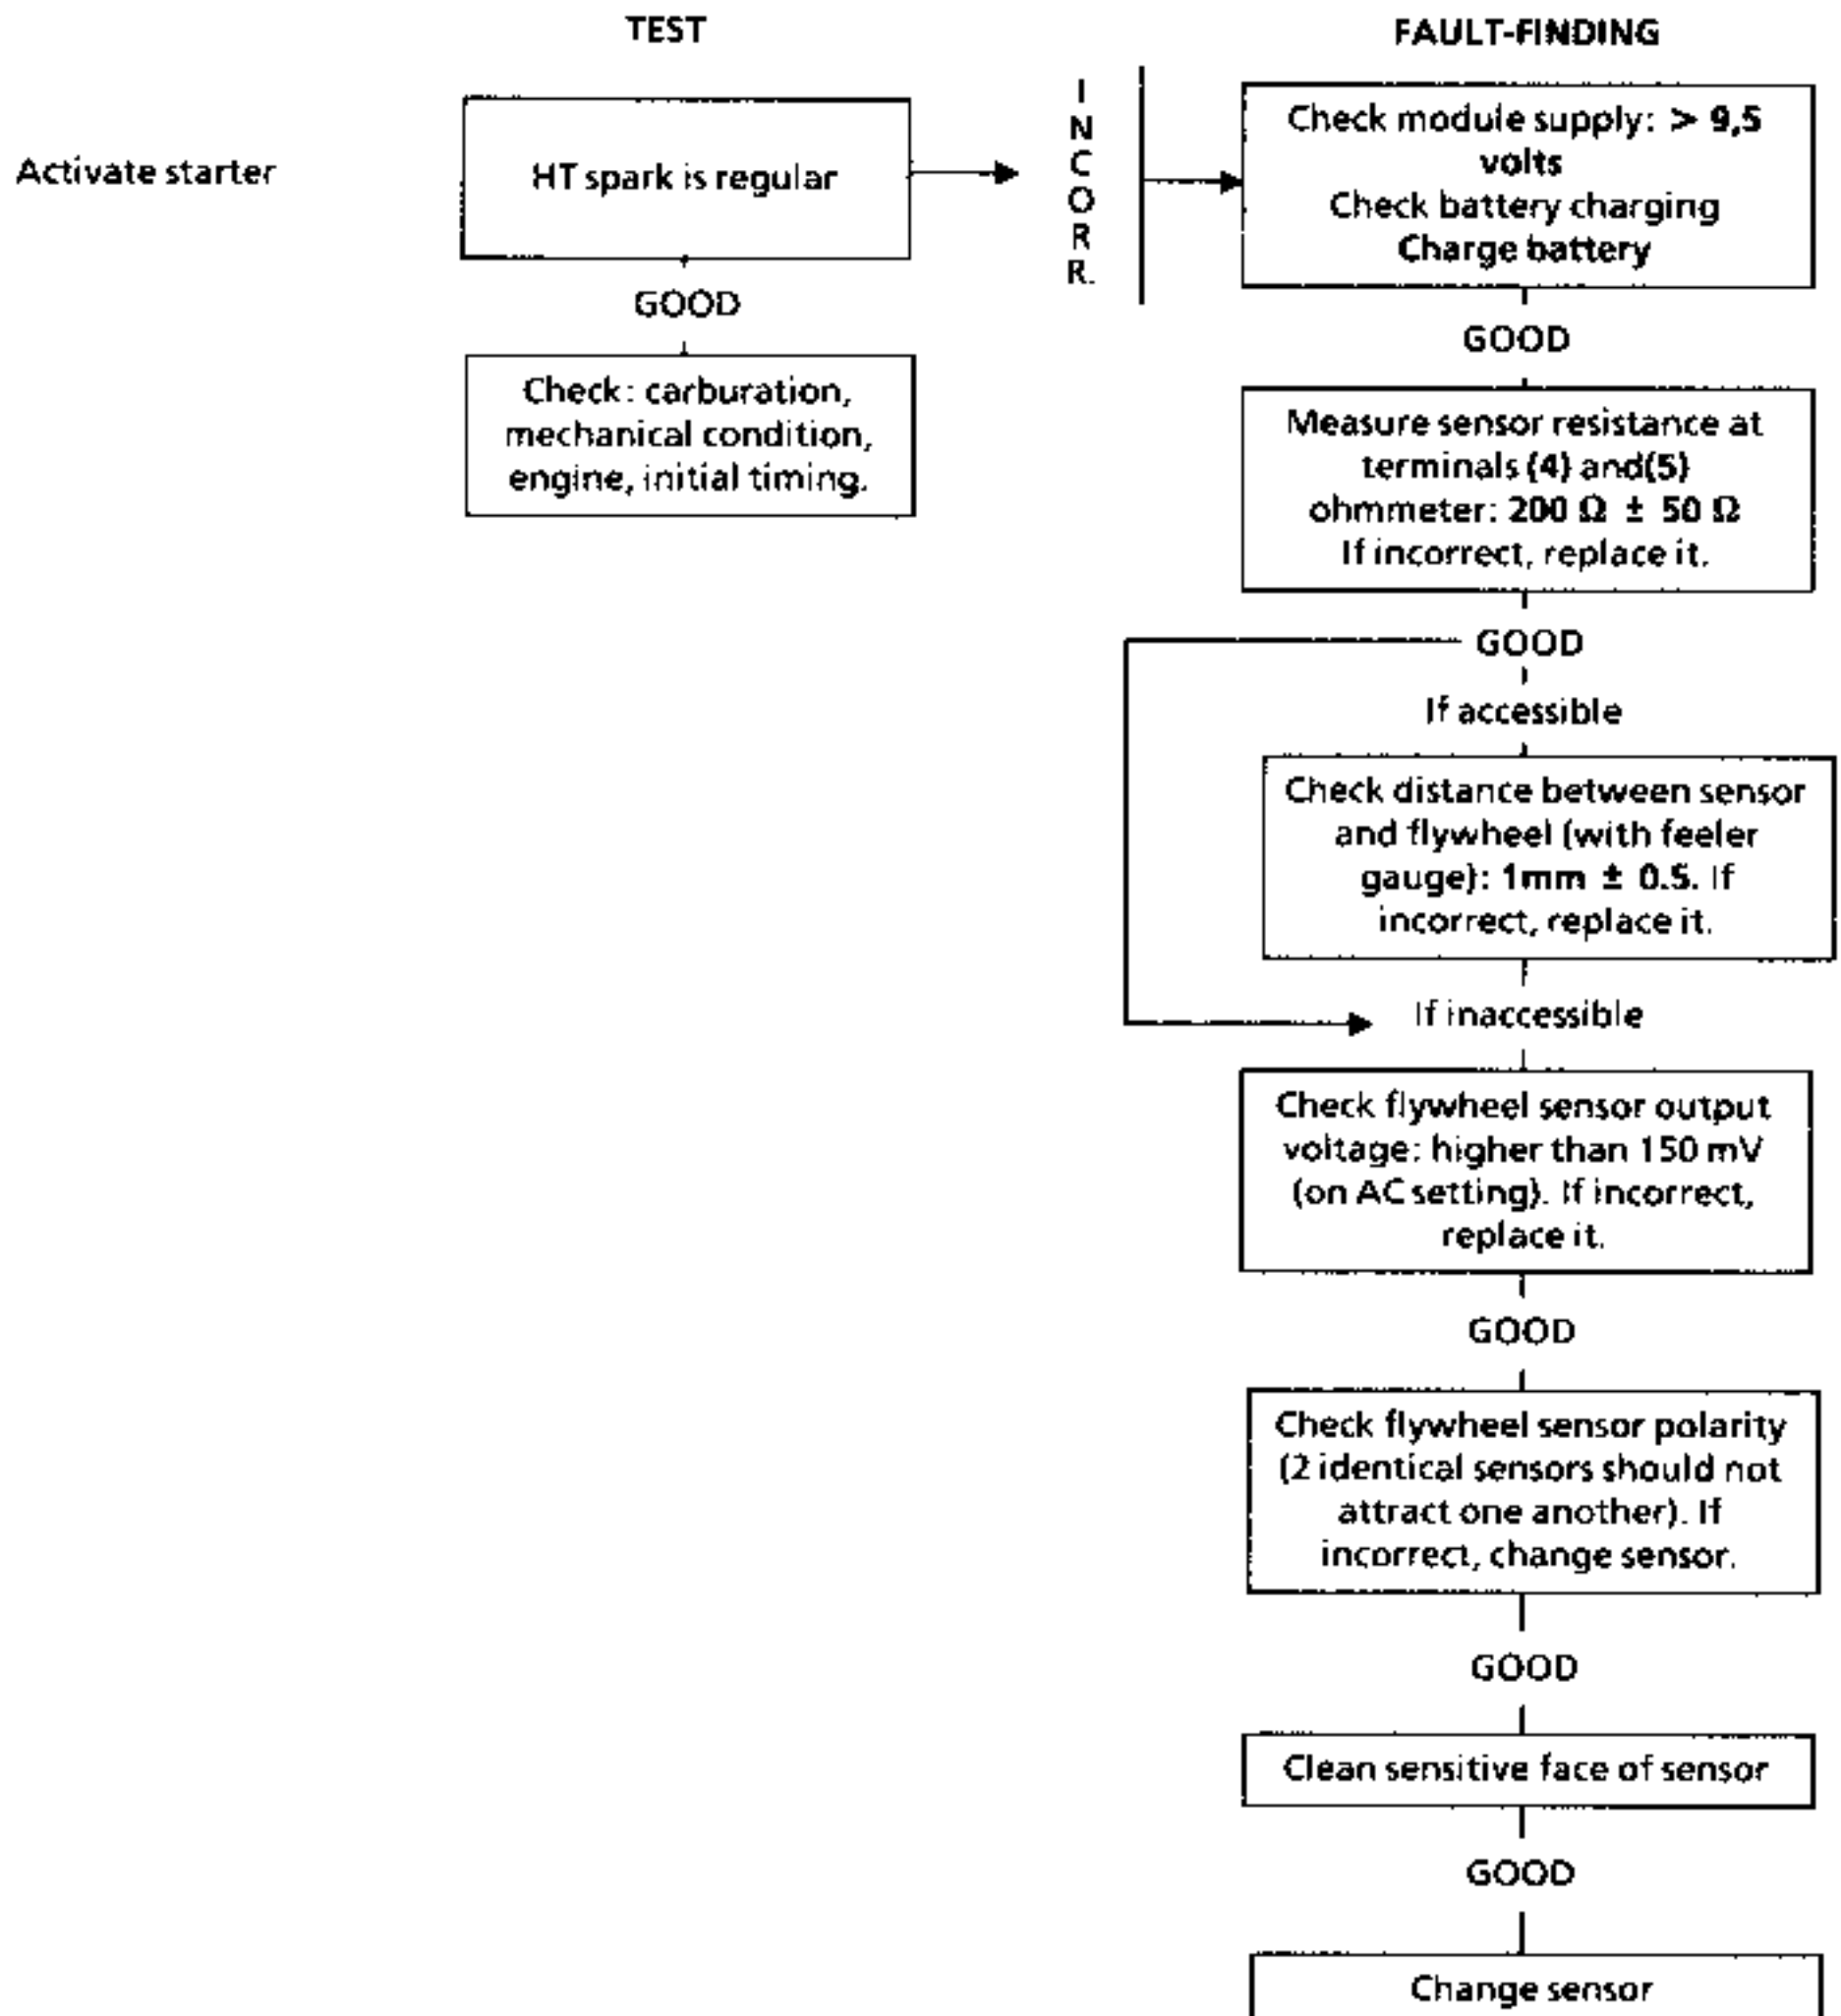 TEST
FAULT-FINDING
Activate starter
HT spark is regular
INCORR.
Check module supply: > 9,5
volts
Check battery charging
Charge battery
GOOD
Check: carburation,
mechanical condition,
engine, initial timing.
GOOD
Measure sensor resistance at
terminals (4) and(5)
ohmmeter: 200 Ω ± 50 Ω
If incorrect, replace it.
GOOD
If accessible
Check distance between sensor
and flywheel (with feeler
gauge): 1mm ± 0.5. If
incorrect, replace it.
If inaccessible
Check flywheel sensor output
voltage: higher than 150 mV
(on AC setting). If incorrect,
replace it.
GOOD
Check flywheel sensor polarity
(2 identical sensors should not
attract one another). If
incorrect, change sensor.
GOOD
Clean sensitive face of sensor
GOOD
Change sensor